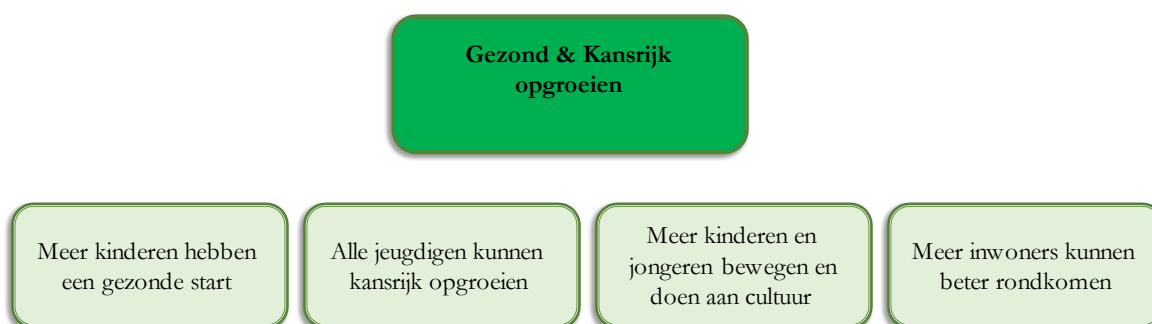 Gezond & Kansrijk
opgroeien
Meer kinderen hebben
een gezonde start
Alle jeugdigen kunnen
kansrijk opgroeien
Meer kinderen en
jongeren bewegen en
doen aan cultuur
Meer inwoners kunnen
beter rondkomen